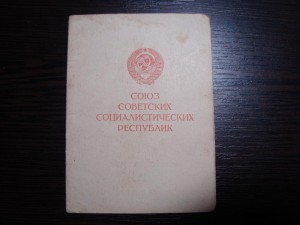 СОЮЗ
СОВЕТСКИХ
СОЦИАЛИСТИЧЕСКИХ
РЕСПУБЛИК